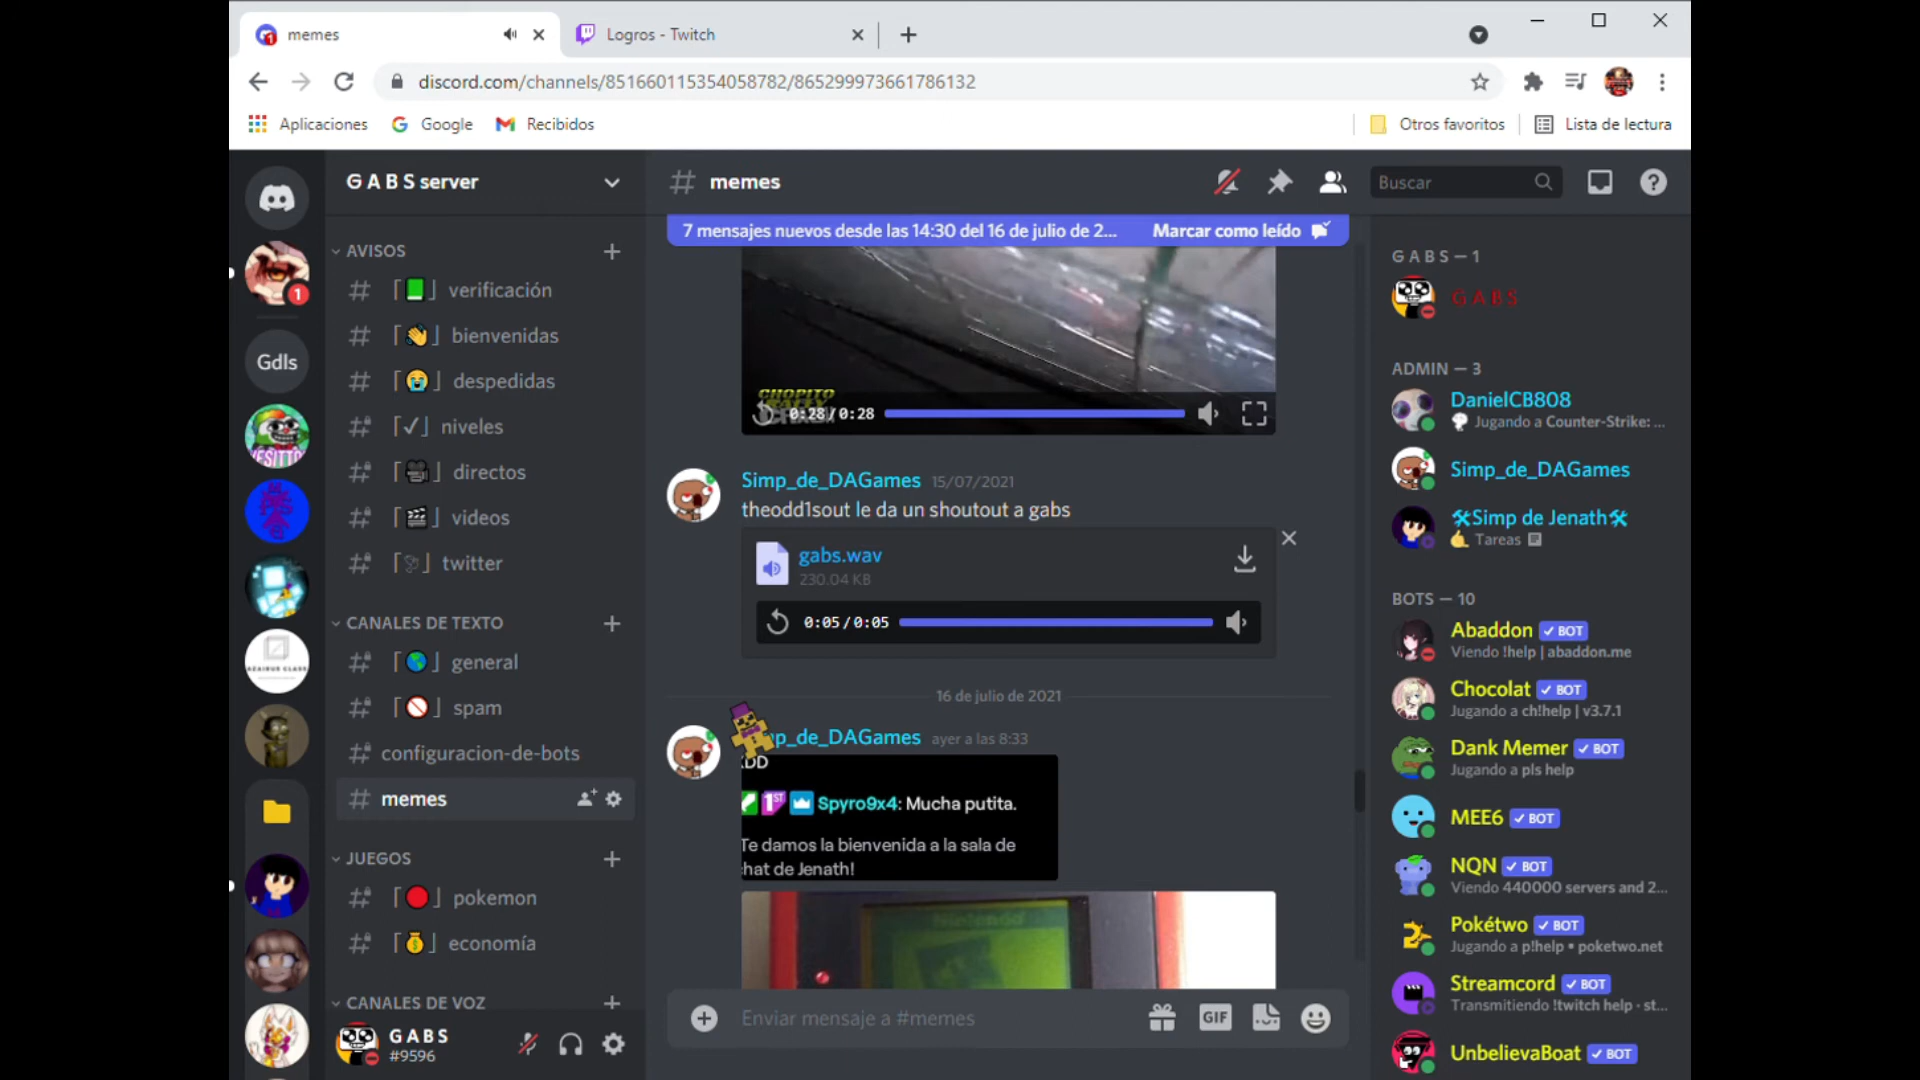 memes
Logros - Twitch
discord.com/channels/851660115354058782/865299973661786132
Aplicaciones
Google
Recibidos
Otros favoritos
Lista de lectura
G A B S server
memes
Buscar
7 mensajes nuevos desde las 14:30 del 16 de julio de 2...
Marcar como leído
1
Gdls
AVISOS
verificación
bienvenidas
despedidas
niveles
directos
videos
twitter
CANALES DE TEXTO
general
spam
configuracion-de-bots
memes
JUEGOS
pokemon
economía
CANALES DE VOZ
G A B S
#9596
CHOPITO
0:28/0:28
Simp_de_DAGames 15/07/2021
theodd1sout le da un shoutout a gabs
gabs.wav
230.04 KB
0:05/0:05
16 de julio de 2021
p_de_DAGames ayer a las 8:33
DD
1ST Spyro9x4: Mucha putita.
Te damos la bienvenida a la sala de
hat de Jenath!
Nintendo
Enviar mensaje a #memes
GIF
G A B S — 1
G A B S
ADMIN — 3
DanielCB808
Jugando a Counter-Strike: ...
Simp_de_DAGames
🛠Simp de Jenath🛠
Tareas
BOTS — 10
Abaddon ✓ BOT
Viendo !help | abaddon.me
Chocolat ✓ BOT
Jugando a ch!help | v3.7.1
Dank Memer ✓ BOT
Jugando a pls help
MEE6 ✓ BOT
NQN ✓ BOT
Viendo 440000 servers and 2...
Pokétwo ✓ BOT
Jugando a p!help • poketwo.net
Streamcord ✓ BOT
Transmitiendo !twitch help · st...
UnbelievaBoat ✓ BOT